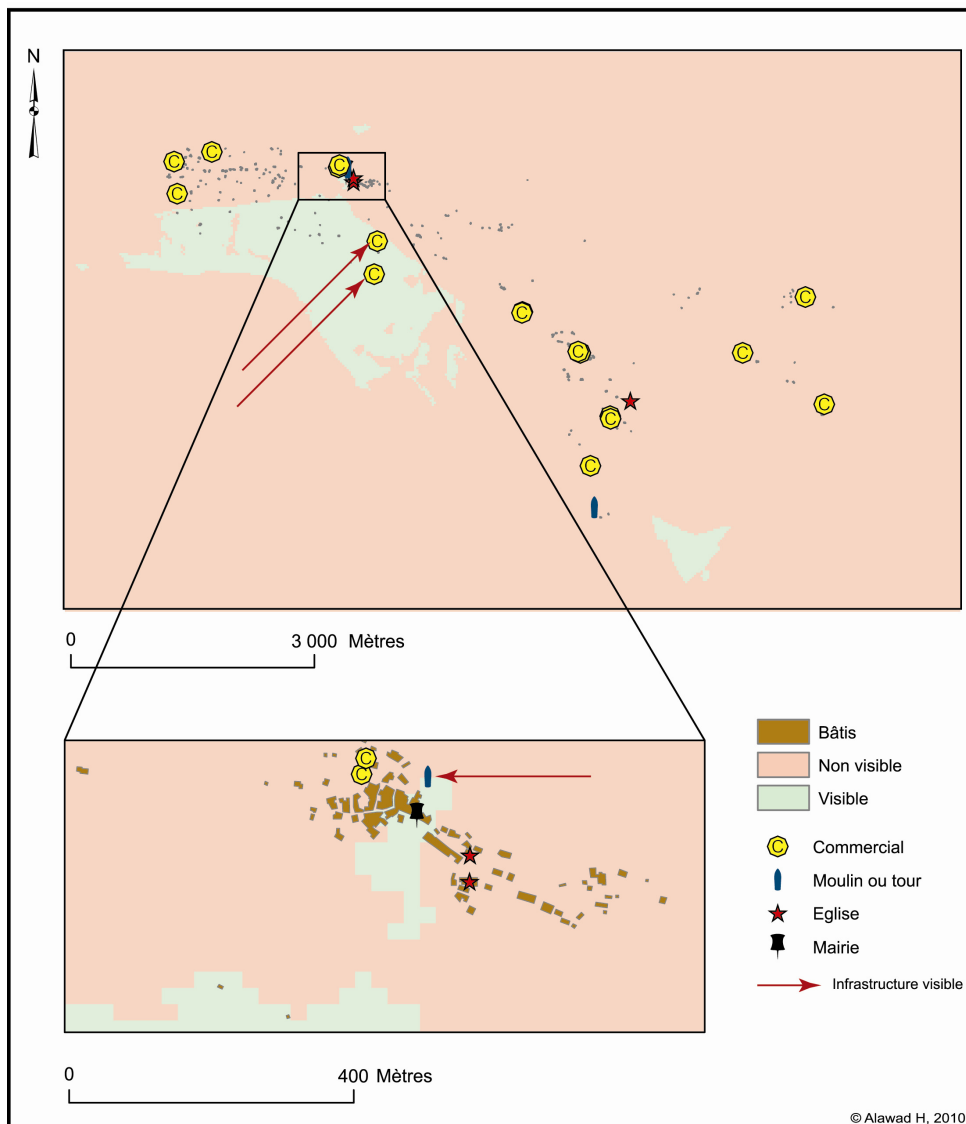 N
C
C
C
C
C
C
C
C
C
C
C
C
C
C
0
3 000 Mètres
C
C
Bâtis
Non visible
Visible
C
Commercial
Moulin ou tour
Eglise
Mairie
Infrastructure visible
0
400 Mètres
© Alawad H, 2010